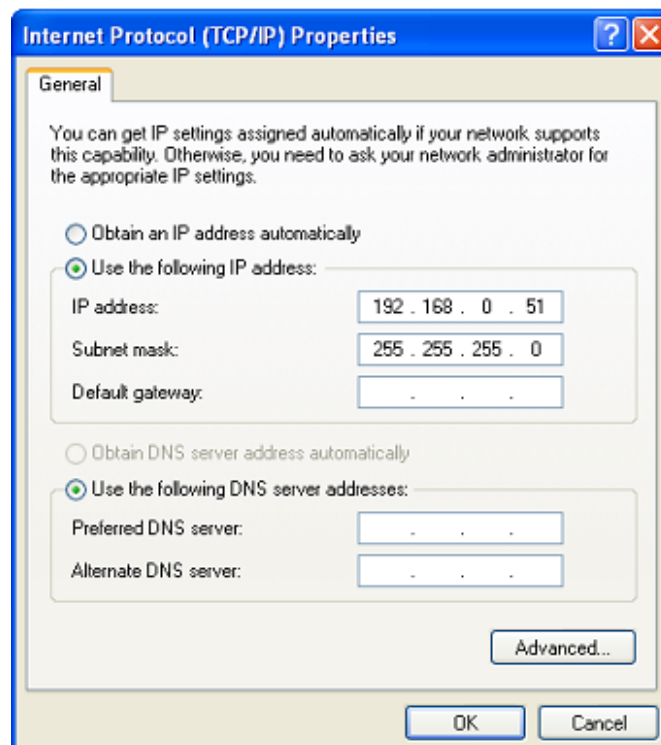 Internet Protocol (TCP/IP) Properties
General
You can get IP settings assigned automatically if your network supports
this capability. Otherwise, you need to ask your network administrator for
the appropriate IP settings.
Obtain an IP address automatically
Use the following IP address:
IP address: 192 . 168 . 0 . 51
Subnet mask: 255 . 255 . 255 . 0
Default gateway: . . .
Obtain DNS server address automatically
Use the following DNS server addresses:
Preferred DNS server: . . .
Alternate DNS server: . . .
Advanced...
OK Cancel